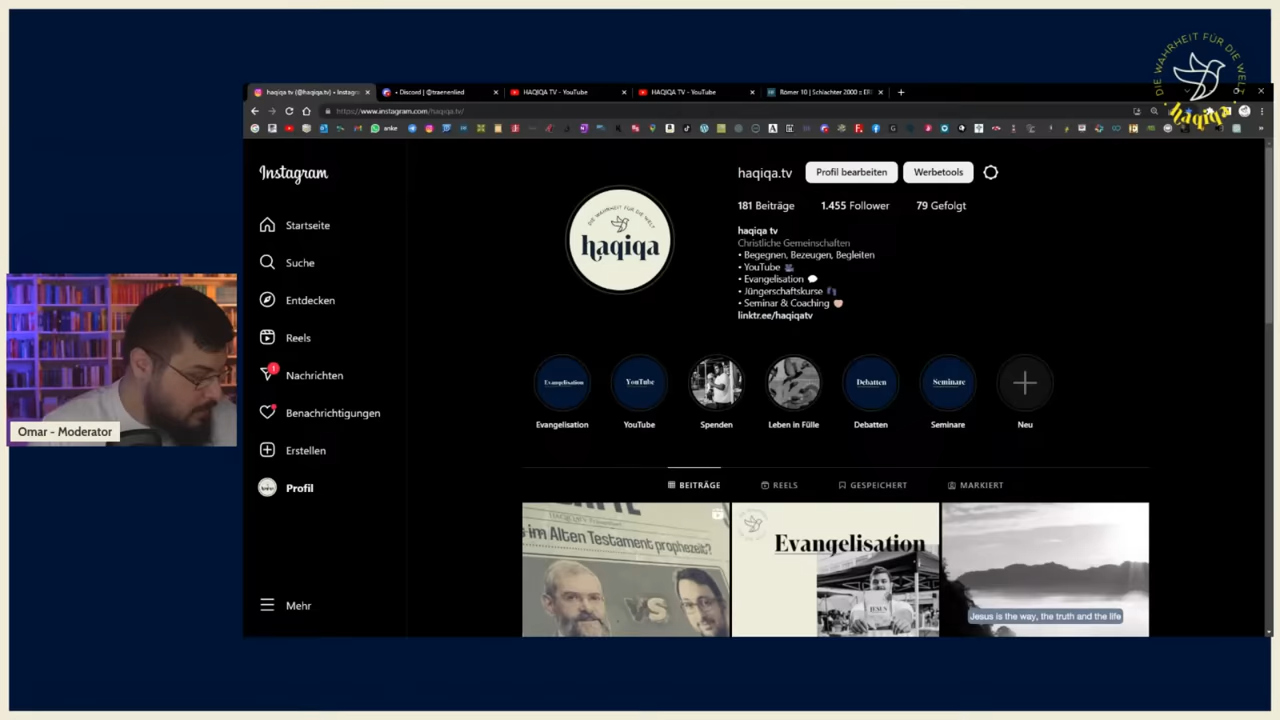 DIE WAHRHEIT FÜR DIE WELT
haqiqa
haqiqa tv (@haqiqa.tv) • Instagr
• Discord | @traenenlied
HAQIQA TV - YouTube
HAQIQA TV - YouTube
Römer 10 | Schlachter 2000 :: ERF
https://www.instagram.com/haqiqa.tv/
anke
Instagram
Startseite
Suche
Entdecken
Reels
1
Nachrichten
Benachrichtigungen
Erstellen
Profil
Mehr
Omar - Moderator
DIE WAHRHEIT FÜR DIE WELT
haqiqa
haqiqa.tv
Profil bearbeiten
Werbetools
181 Beiträge 1.455 Follower 79 Gefolgt
haqiqa tv
Christliche Gemeinschaften
• Begegnen, Bezeugen, Begleiten
• YouTube
• Evangelisation
• Jüngerschaftskurse
• Seminar & Coaching
linktr.ee/haqiqatv
Evangelisation YouTube Debatten Seminare
Evangelisation YouTube Spenden Leben in Fülle Debatten Seminare Neu
BEITRÄGE REELS GESPEICHERT MARKIERT
s im Alten Testament prophezeit?
VS
Evangelisation
JESUS
Jesus is the way, the truth and the life